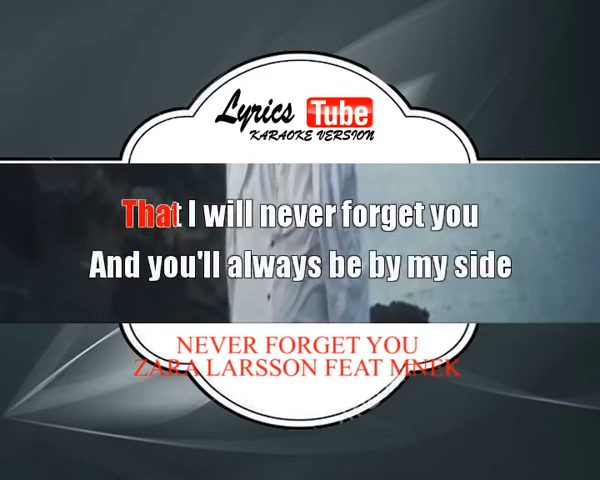 Lyrics Tube
KARAOKE VERSION
That I will never forget you
And you'll always be by my side
NEVER FORGET YOU
ZARA LARSSON FEAT MNEK